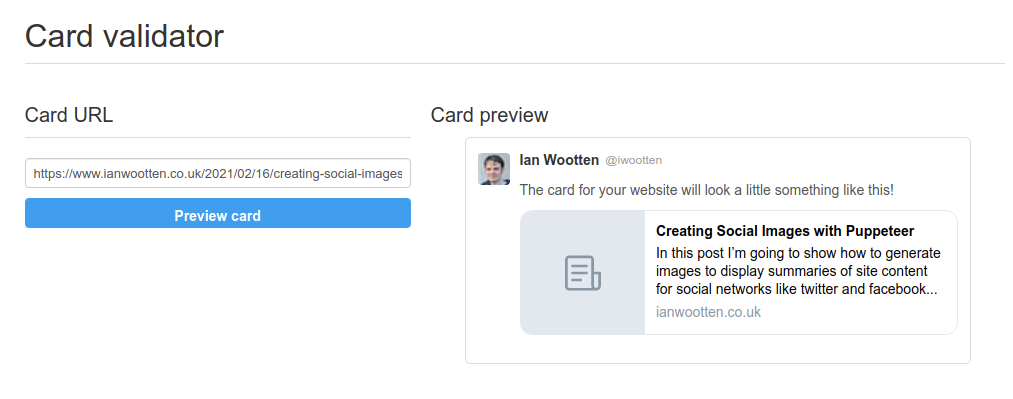 Card validator
Card URL
https://www.ianwootten.co.uk/2021/02/16/creating-social-images
Preview card
Card preview
Ian Wootten @iwootten
The card for your website will look a little something like this!
Creating Social Images with Puppeteer
In this post I’m going to show how to generate
images to display summaries of site content
for social networks like twitter and facebook...
ianwootten.co.uk